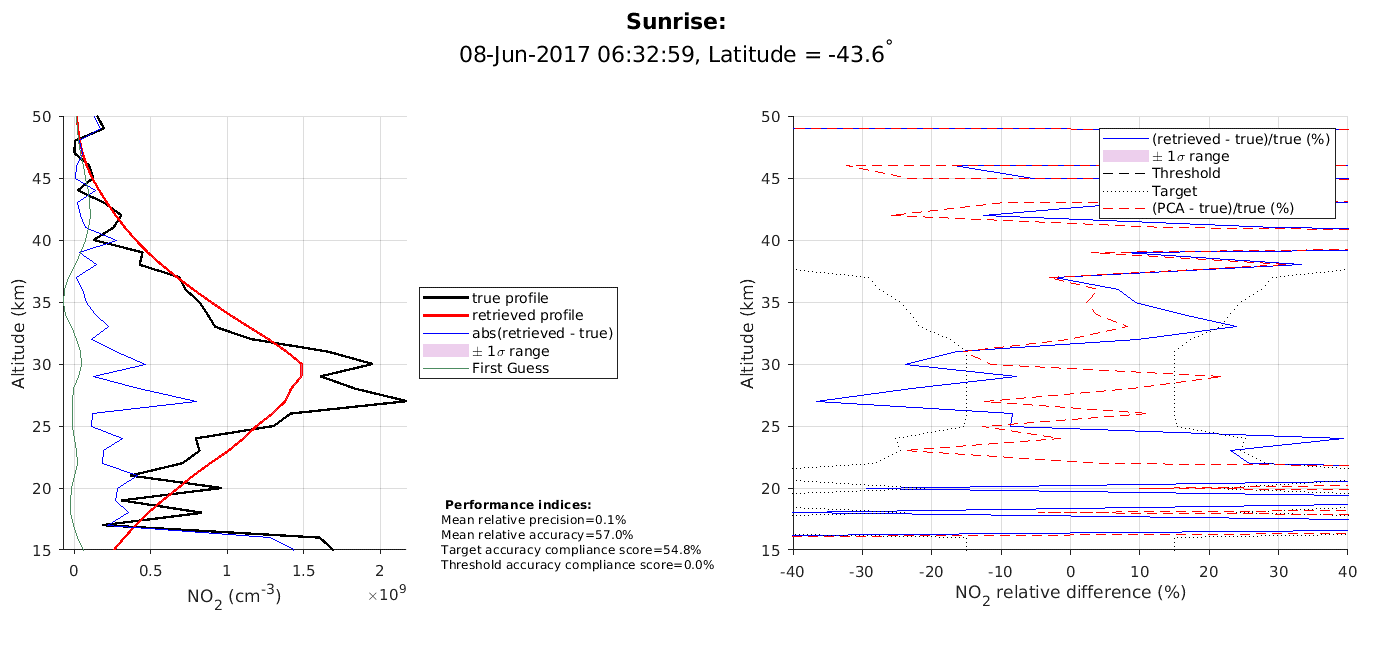 Sunrise:
08-Jun-2017 06:32:59, Latitude = -43.6°
50
45
40
35
30
25
20
15
Altitude (km)
0
0.5
1
1.5
2
×10⁹
NO₂ (cm⁻³)
true profile
retrieved profile
abs(retrieved - true)
± 1σ range
First Guess
Performance indices:
Mean relative precision=0.1%
Mean relative accuracy=57.0%
Target accuracy compliance score=54.8%
Threshold accuracy compliance score=0.0%
50
45
40
35
30
25
20
15
Altitude (km)
-40
-30
-20
-10
0
10
20
30
40
NO₂ relative difference (%)
(retrieved - true)/true (%)
± 1σ range
Threshold
Target
(PCA - true)/true (%)